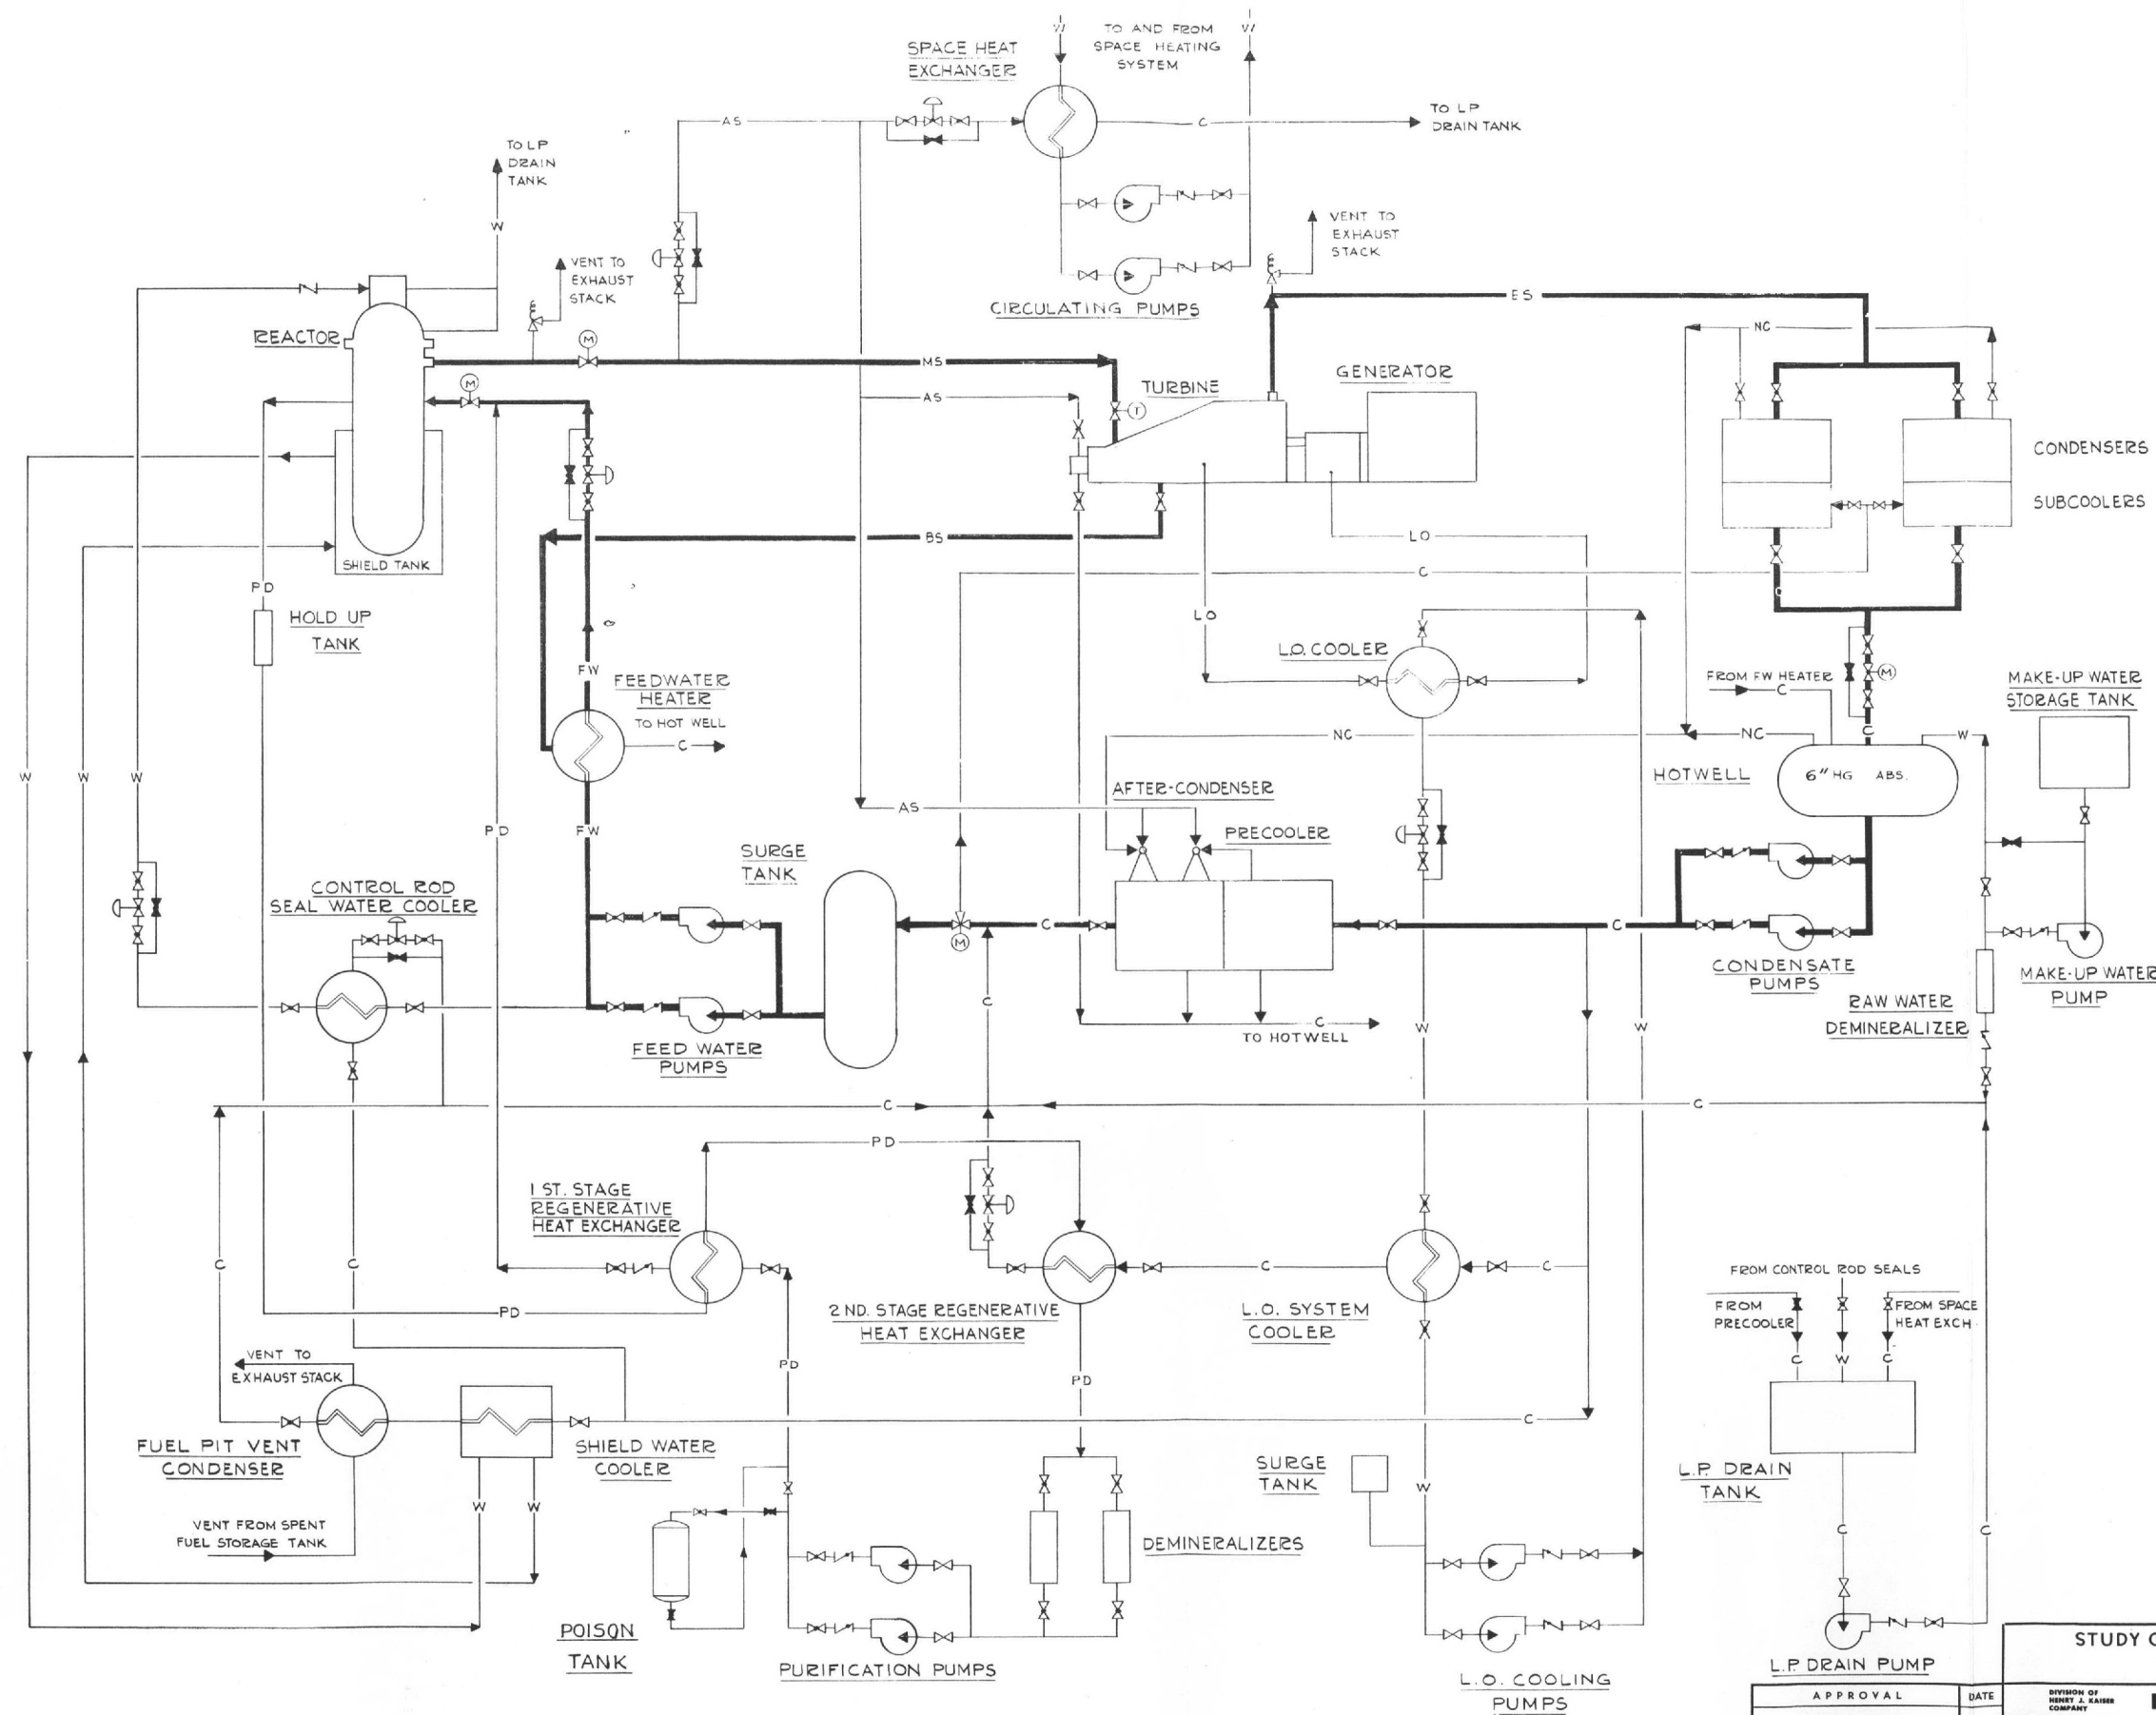 W
TO AND FROM
SPACE HEATING
SYSTEM
W
SPACE HEAT
EXCHANGER
AS
C
TO LP
DRAIN TANK
TO LP
DRAIN
TANK
W
VENT TO
EXHAUST
STACK
VENT TO
EXHAUST
STACK
CIRCULATING PUMPS
ES
NC
REACTOR
M
MS
M
AS
TURBINE
T
GENERATOR
CONDENSERS
SUBCOOLERS
BS
LO
C
C
SHIELD TANK
PD
HOLD UP
TANK
LO
L.O. COOLER
FW
FEEDWATER
HEATER
TO HOT WELL
C
FROM FW HEATER
C
M
MAKE-UP WATER
STORAGE TANK
NC
NC
C
W
HOTWELL
6" HG ABS.
W
W
W
AFTER-CONDENSER
AS
PRECOOLER
PD
FW
SURGE
TANK
CONTROL ROD
SEAL WATER COOLER
C
M
C
CONDENSATE
PUMPS
MAKE-UP WATER
PUMP
RAW WATER
DEMINERALIZER
C
C
TO HOTWELL
W
W
FEED WATER
PUMPS
C
C
PD
1 ST. STAGE
REGENERATIVE
HEAT EXCHANGER
C
C
C
C
PD
2 ND. STAGE REGENERATIVE
HEAT EXCHANGER
L.O. SYSTEM
COOLER
FROM CONTROL ROD SEALS
FROM
PRECOOLER
FROM SPACE
HEAT EXCH.
C
W
C
VENT TO
EXHAUST STACK
PD
PD
C
FUEL PIT VENT
CONDENSER
SHIELD WATER
COOLER
SURGE
TANK
W
L.P. DRAIN
TANK
W
W
VENT FROM SPENT
FUEL STORAGE TANK
DEMINERALIZERS
C
C
POISON
TANK
PURIFICATION PUMPS
L.O. COOLING
PUMPS
L.P. DRAIN PUMP
STUDY
APPROVAL
DATE
DIVISION OF
HENRY J. KAISER
COMPANY